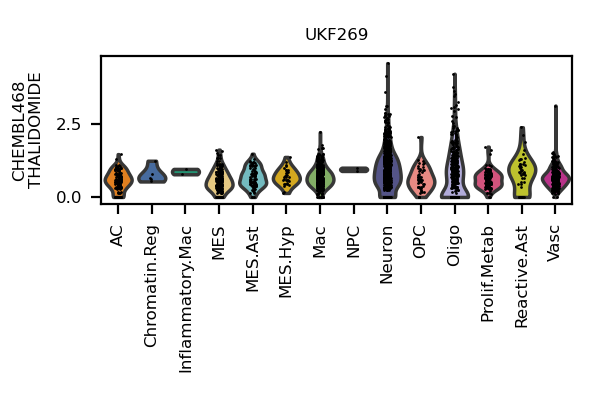 UKF269
CHEMBL468
THALIDOMIDE
2.5
0.0
AC
Chromatin.Reg
Inflammatory.Mac
MES
MES.Ast
MES.Hyp
Mac
NPC
Neuron
OPC
Oligo
Prolif.Metab
Reactive.Ast
Vasc